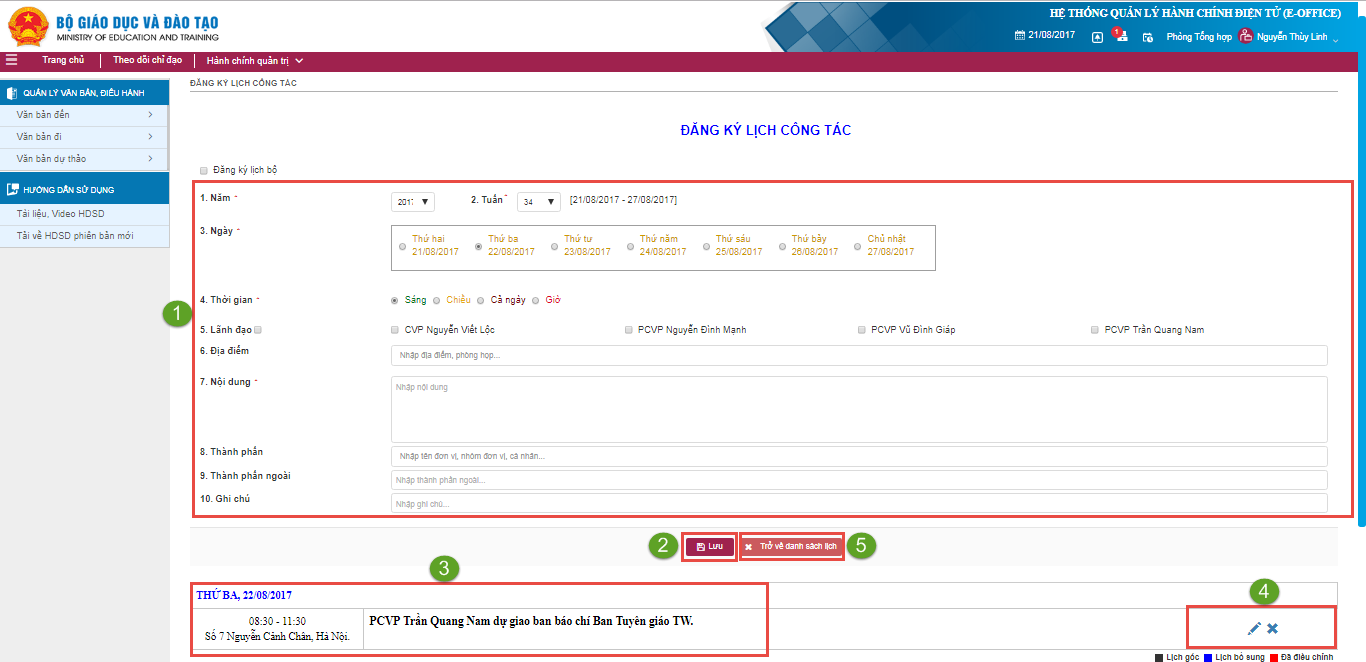 BỘ GIÁO DỤC VÀ ĐÀO TẠO
MINISTRY OF EDUCATION AND TRAINING
HỆ THỐNG QUẢN LÝ HÀNH CHÍNH ĐIỆN TỬ (E-OFFICE)
21/08/2017 1 Phòng Tổng hợp Nguyễn Thùy Linh
Trang chủ Theo dõi chỉ đạo Hành chính quản trị
QUẢN LÝ VĂN BẢN, ĐIỀU HÀNH
Văn bản đến
Văn bản đi
Văn bản dự thảo
HƯỚNG DẪN SỬ DỤNG
Tài liệu, Video HDSD
Tải về HDSD phiên bản mới
ĐĂNG KÝ LỊCH CÔNG TÁC
ĐĂNG KÝ LỊCH CÔNG TÁC
Đăng ký lịch bộ
1. Năm * 2017 2. Tuần * 34 [21/08/2017 - 27/08/2017]
3. Ngày *
Thứ hai Thứ ba Thứ tư Thứ năm Thứ sáu Thứ bảy Chủ nhật
21/08/2017 22/08/2017 23/08/2017 24/08/2017 25/08/2017 26/08/2017 27/08/2017
4. Thời gian * Sáng Chiều Cả ngày Giờ
1
5. Lãnh đạo CVP Nguyễn Viết Lộc PCVP Nguyễn Đình Mạnh PCVP Vũ Đình Giáp PCVP Trần Quang Nam
6. Địa điểm Nhập địa điểm, phòng họp...
7. Nội dung * Nhập nội dung
8. Thành phần Nhập tên đơn vị, nhóm đơn vị, cá nhân...
9. Thành phần ngoài Nhập thành phần ngoài...
10. Ghi chú Nhập ghi chú...
2 Lưu Trở về danh sách lịch 5
3
4
THỨ BA, 22/08/2017
08:30 - 11:30
Số 7 Nguyễn Cảnh Chân, Hà Nội.
PCVP Trần Quang Nam dự giao ban báo chí Ban Tuyên giáo TW.
Lịch gốc Lịch bổ sung Đã điều chỉnh